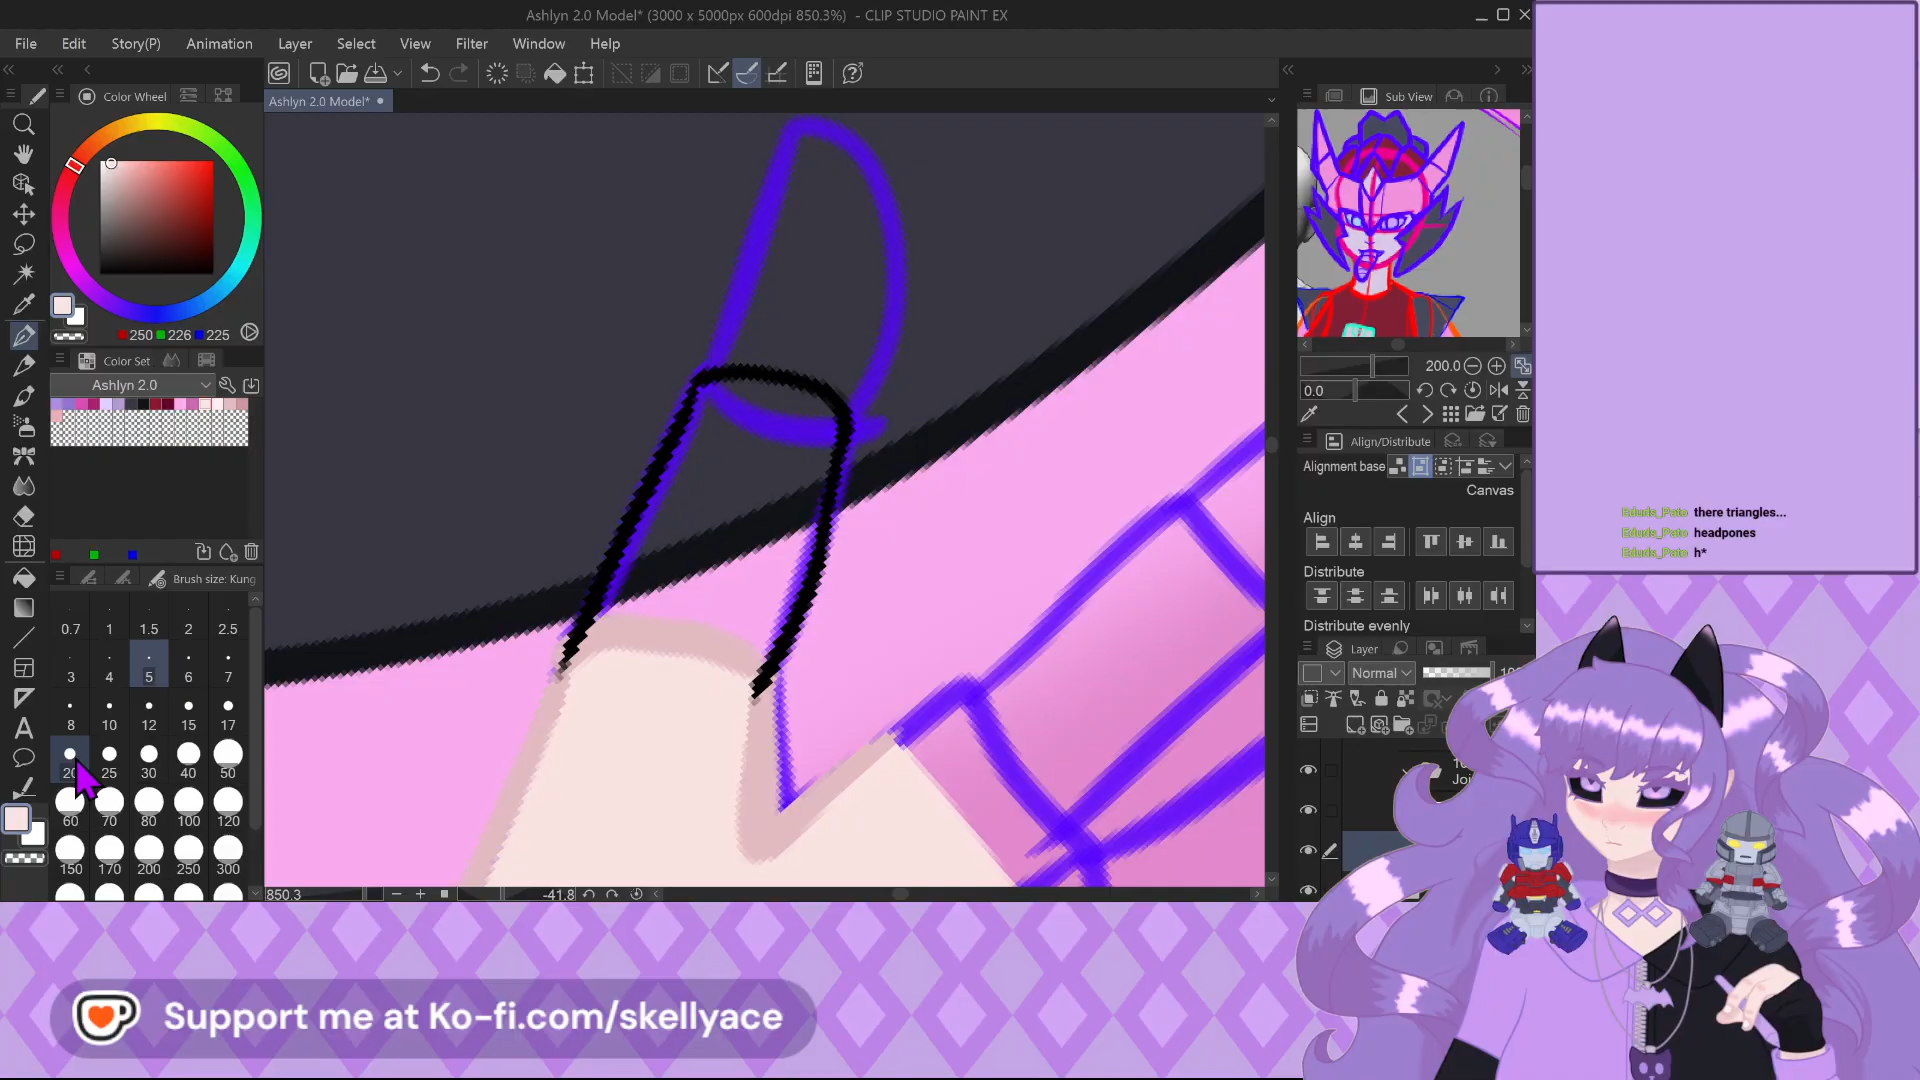 Ashlyn 2.0 Model* (3000 x 5000px 600dpi 850.3%) - CLIP STUDIO PAINT EX
File Edit Story(P) Animation Layer Select View Filter Window Help
Color Wheel
Ashlyn 2.0 Model*
Sub View
250 226 225
Color Set
Ashlyn 2.0
200.0
0.0
Align/Distribute
Alignment base
Canvas
Align
Distribute
Distribute evenly
Brush size: Kung
0.7 1 1.5 2 2.5
3 4 5 6 7
8 10 12 15 17
20 25 30 40 50
60 70 80 100 120
150 170 200 250 300
Layer
Normal
850.3
-41.8
Eduds_Pato there triangles...
Eduds_Pato headpones
Eduds_Pato h*
Support me at Ko-fi.com/skellyace